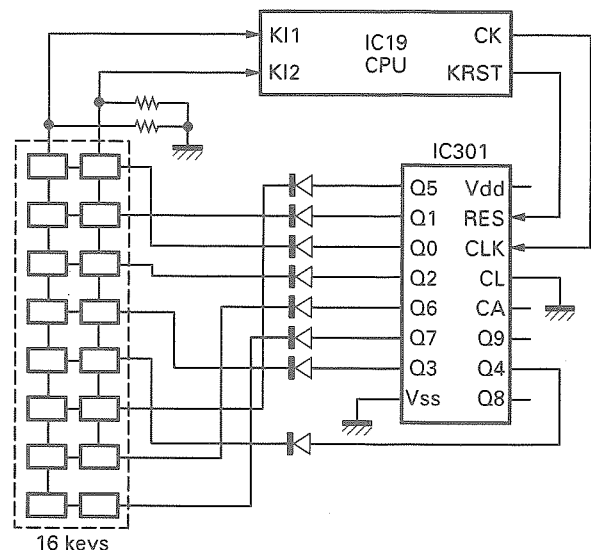 KI1
KI2
IC19
CPU
CK
KRST
IC301
Q5
Q1
Q0
Q2
Q6
Q7
Q3
Vss
Vdd
RES
CLK
CL
CA
Q9
Q4
Q8
16 keys